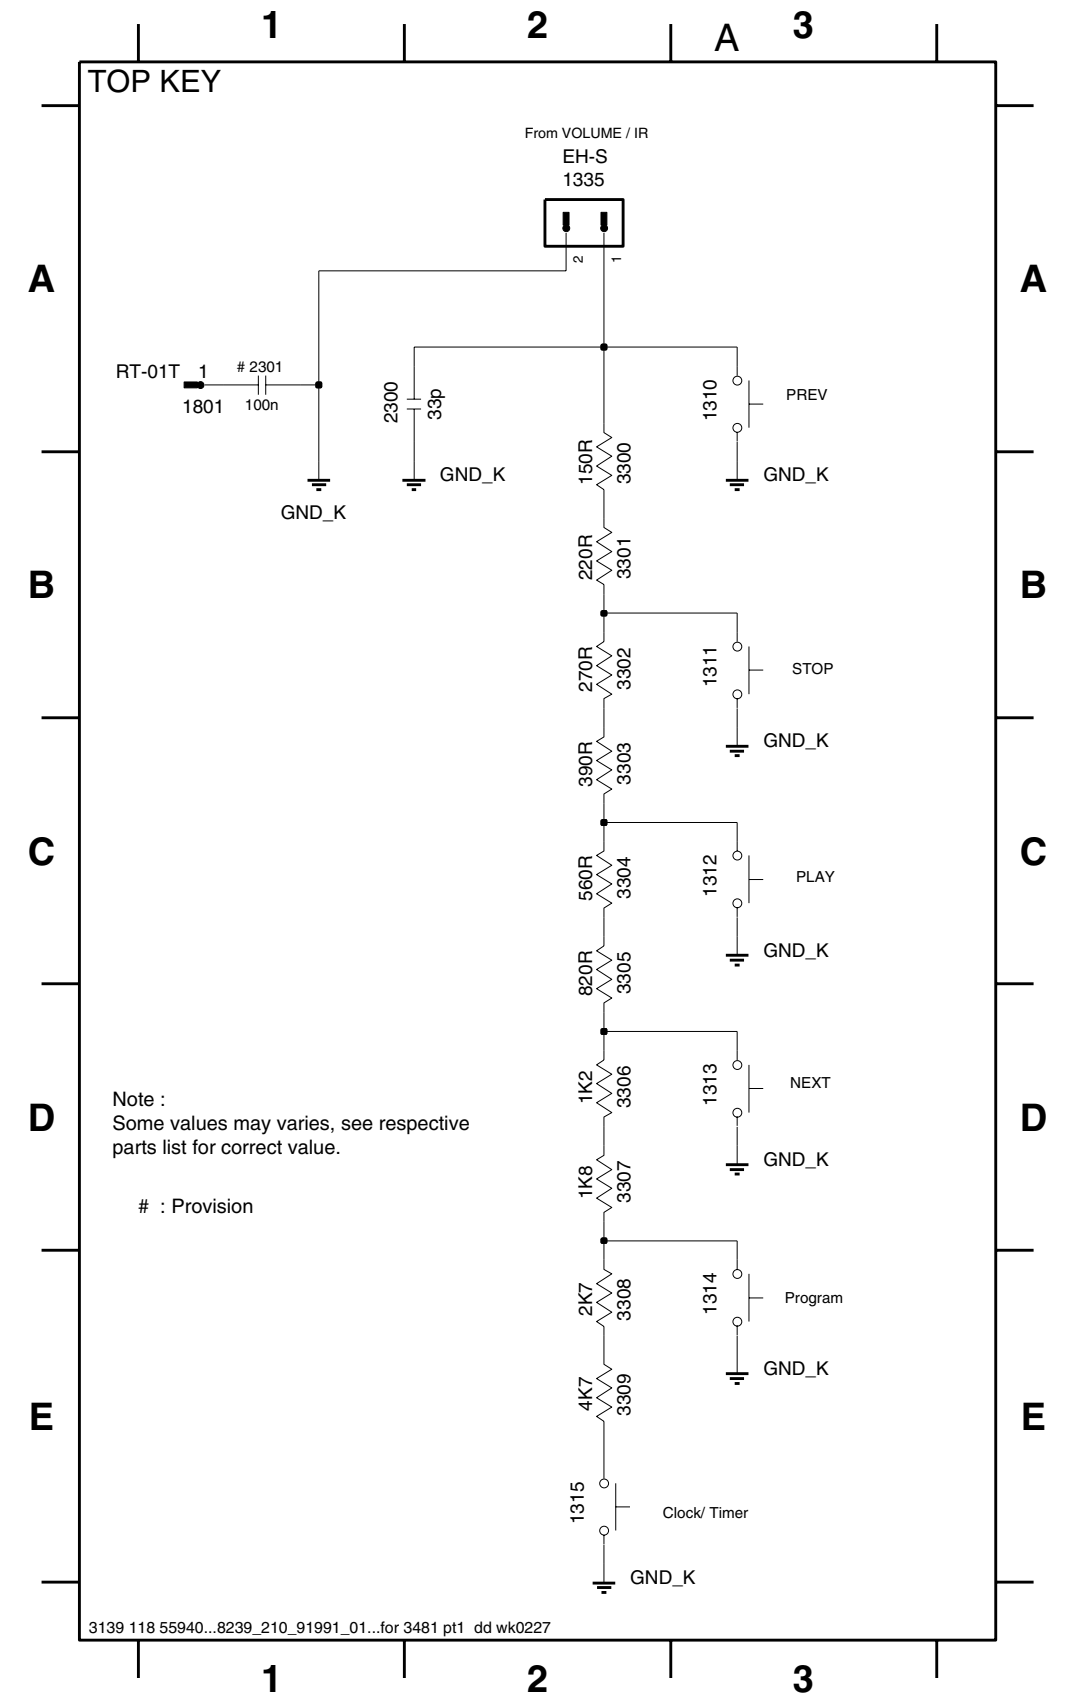 1 2 A 3
TOP KEY
From VOLUME / IR
EH-S
1335
2 1
A A
RT-01T 1 # 2301
1801 100n
2300 33p
1310 PREV
150R 3300
GND_K GND_K
GND_K
220R 3301
B B
270R 3302
1311 STOP
GND_K
390R 3303
C C
560R 3304
1312 PLAY
GND_K
820R 3305
1K2 3306
1313 NEXT
Note :
D D
Some values may varies, see respective
parts list for correct value.
GND_K
1K8 3307
# : Provision
2K7 3308
1314 Program
GND_K
4K7 3309
E E
1315 Clock/ Timer
GND_K
3139 118 55940...8239_210_91991_01...for 3481 pt1 dd wk0227
1 2 3